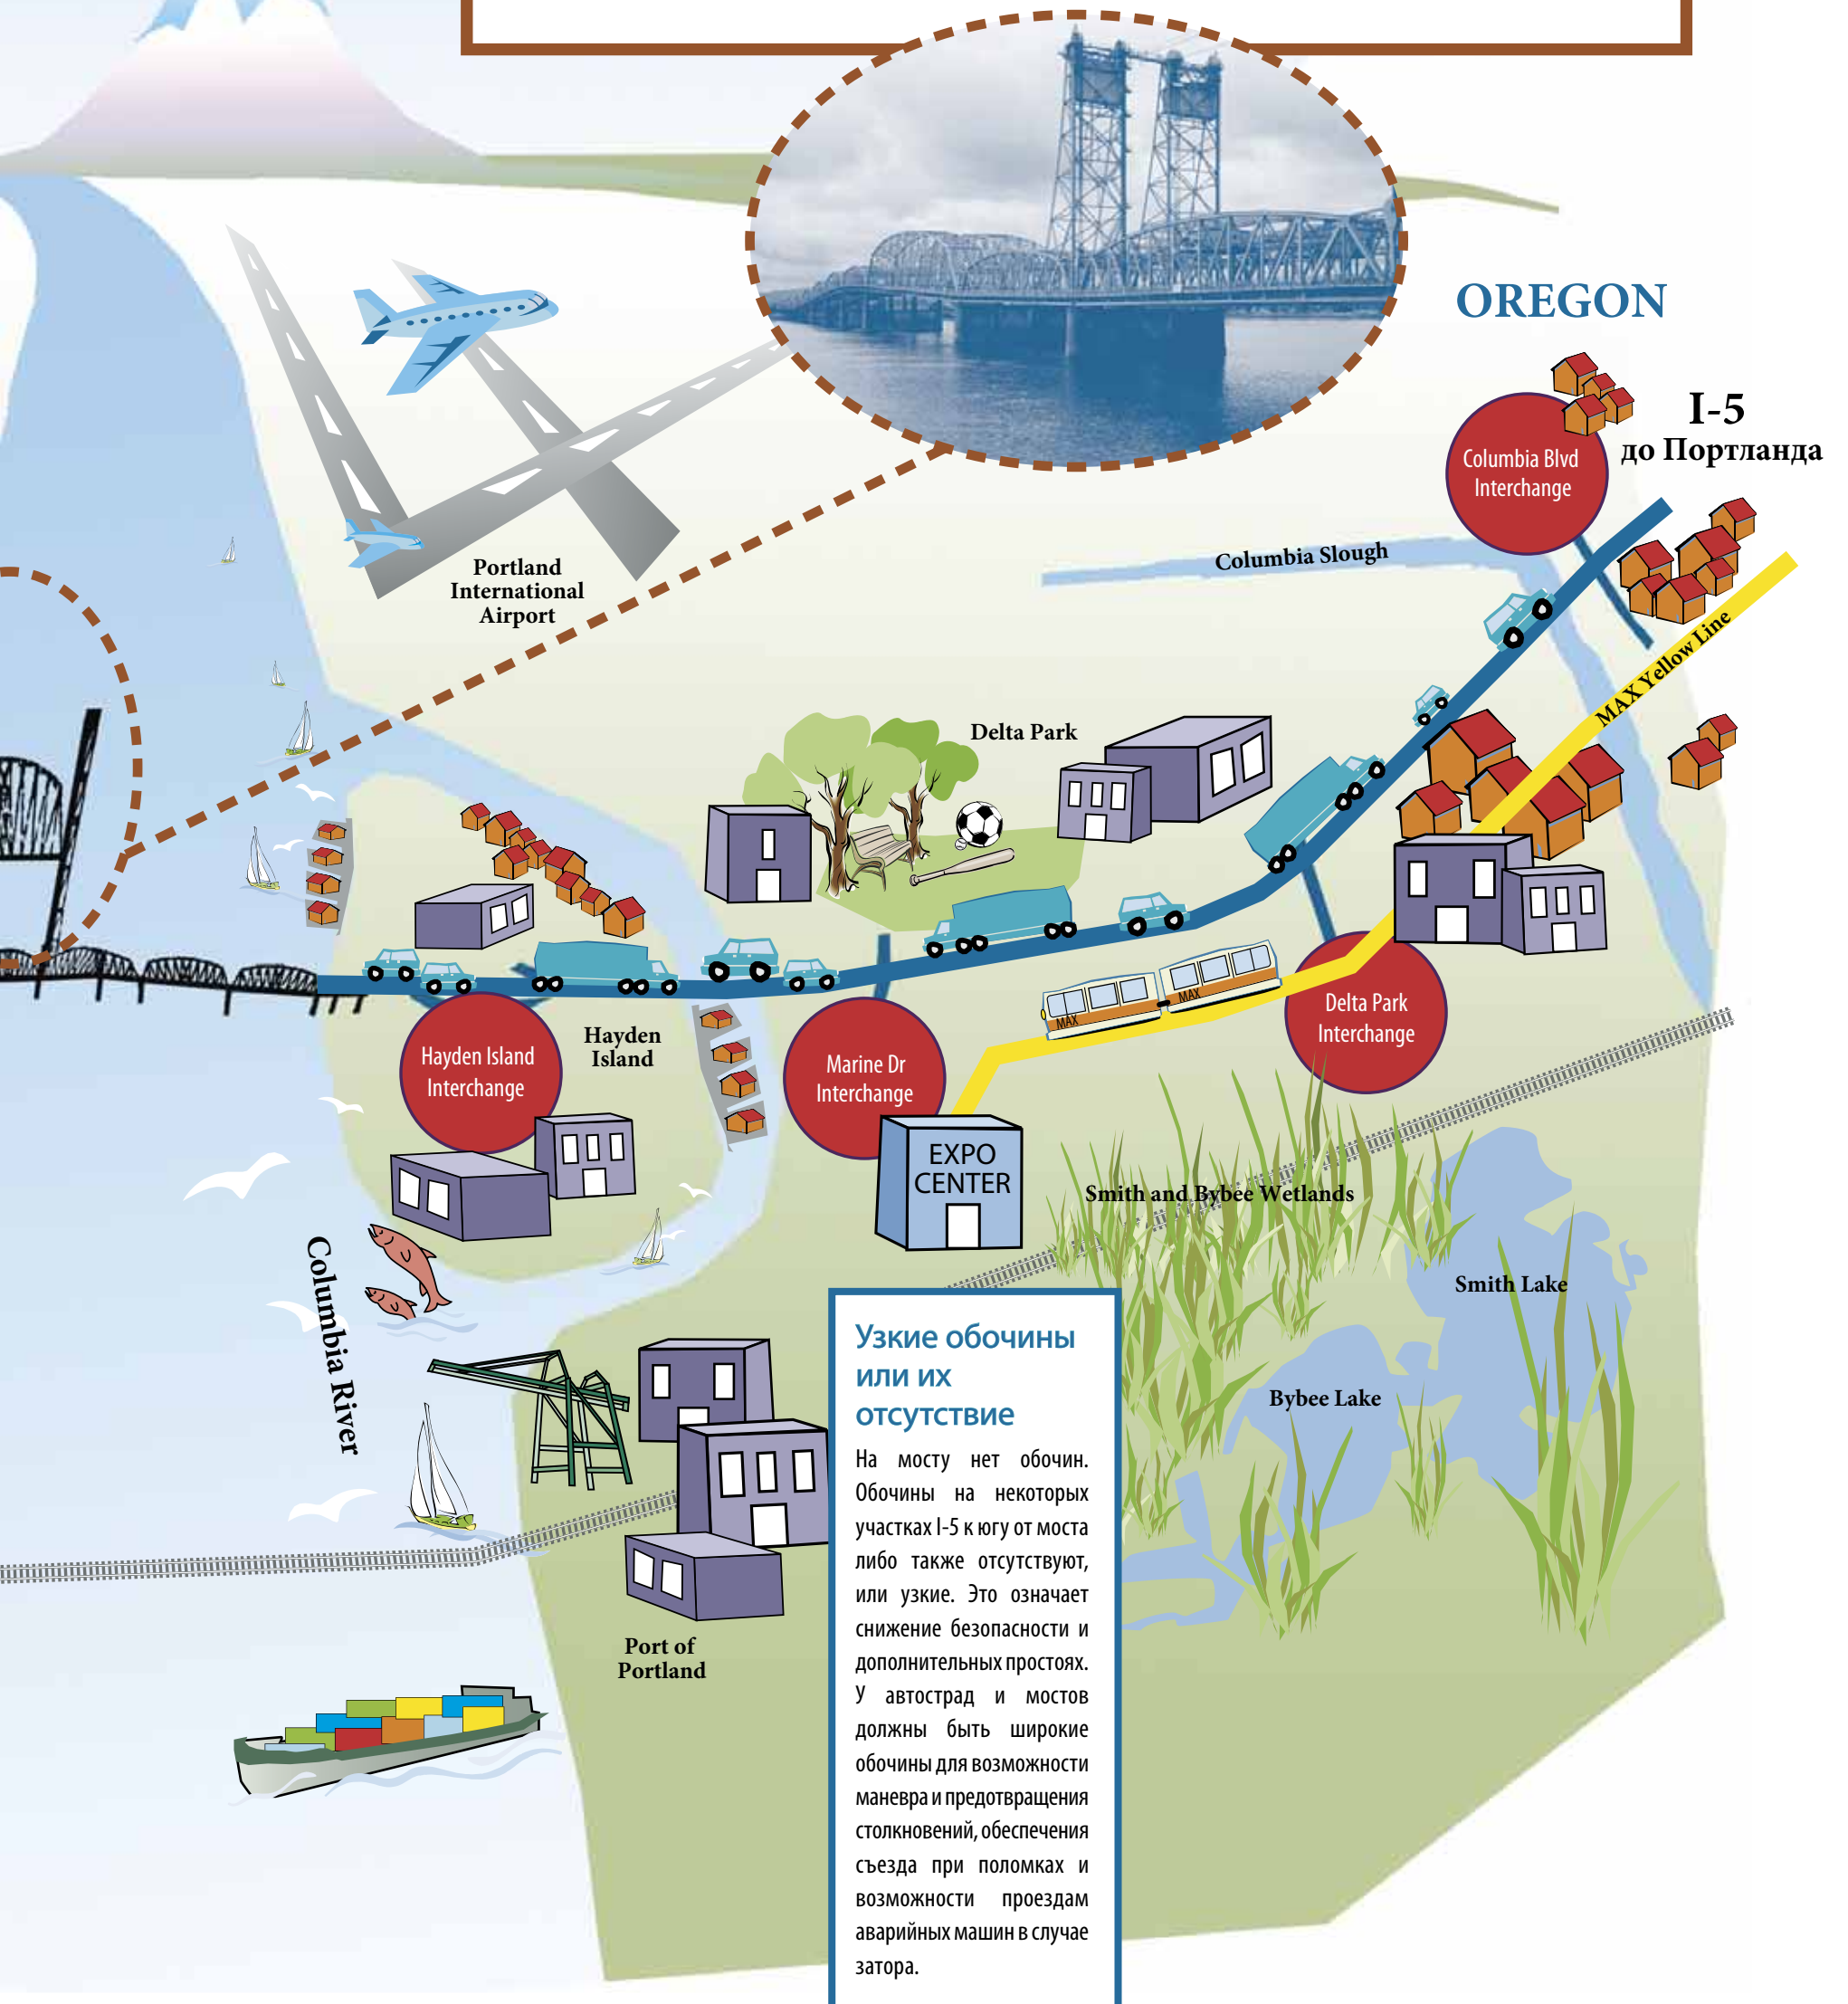 OREGON
I-5
до Портланда
Columbia Blvd
Interchange
Columbia Slough
Portland
International
Airport
MAX Yellow Line
Delta Park
MAX
MAX
Delta Park
Interchange
Hayden
Island
Hayden Island
Interchange
Marine Dr
Interchange
EXPO
CENTER
Smith and Bybee Wetlands
Smith Lake
Bybee Lake
Columbia River
Port of
Portland
Узкие обочины
или их
отсутствие
На мосту нет обочин.
Обочины на некоторых
участках I-5 к югу от моста
либо также отсутствуют,
или узкие. Это означает
снижение безопасности и
дополнительных простоях.
У автострад и мостов
должны быть широкие
обочины для возможности
маневра и предотвращения
столкновений, обеспечения
съезда при поломках и
возможности проездам
аварийных машин в случае
затора.